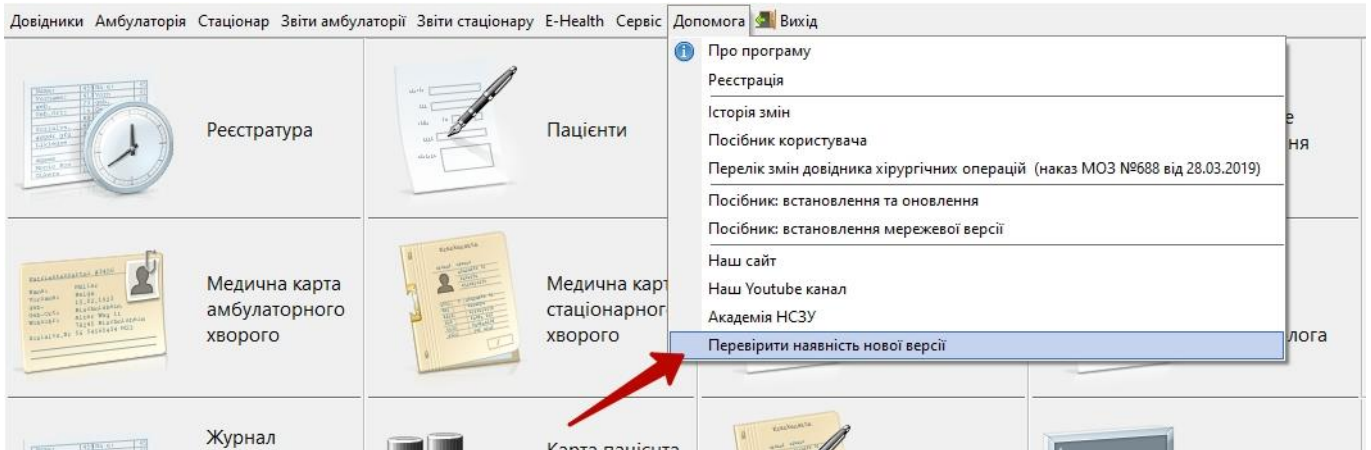 Довідники Амбулаторія Стаціонар Звіти амбулаторії Звіти стаціонару E-Health Сервіс Допомога Вихід
Про програму
Реєстрація
Історія змін
Посібник користувача
Перелік змін довідника хірургічних операцій (наказ МОЗ №688 від 28.03.2019)
Посібник: встановлення та оновлення
Посібник: встановлення мережевої версії
Наш сайт
Наш Youtube канал
Академія НСЗУ
Перевірити наявність нової версії
Реєстратура
Пацієнти
Медична карта
амбулаторного
хворого
Медична карт
стаціонарног
хворого
лога
Журнал
Карта пацієнта